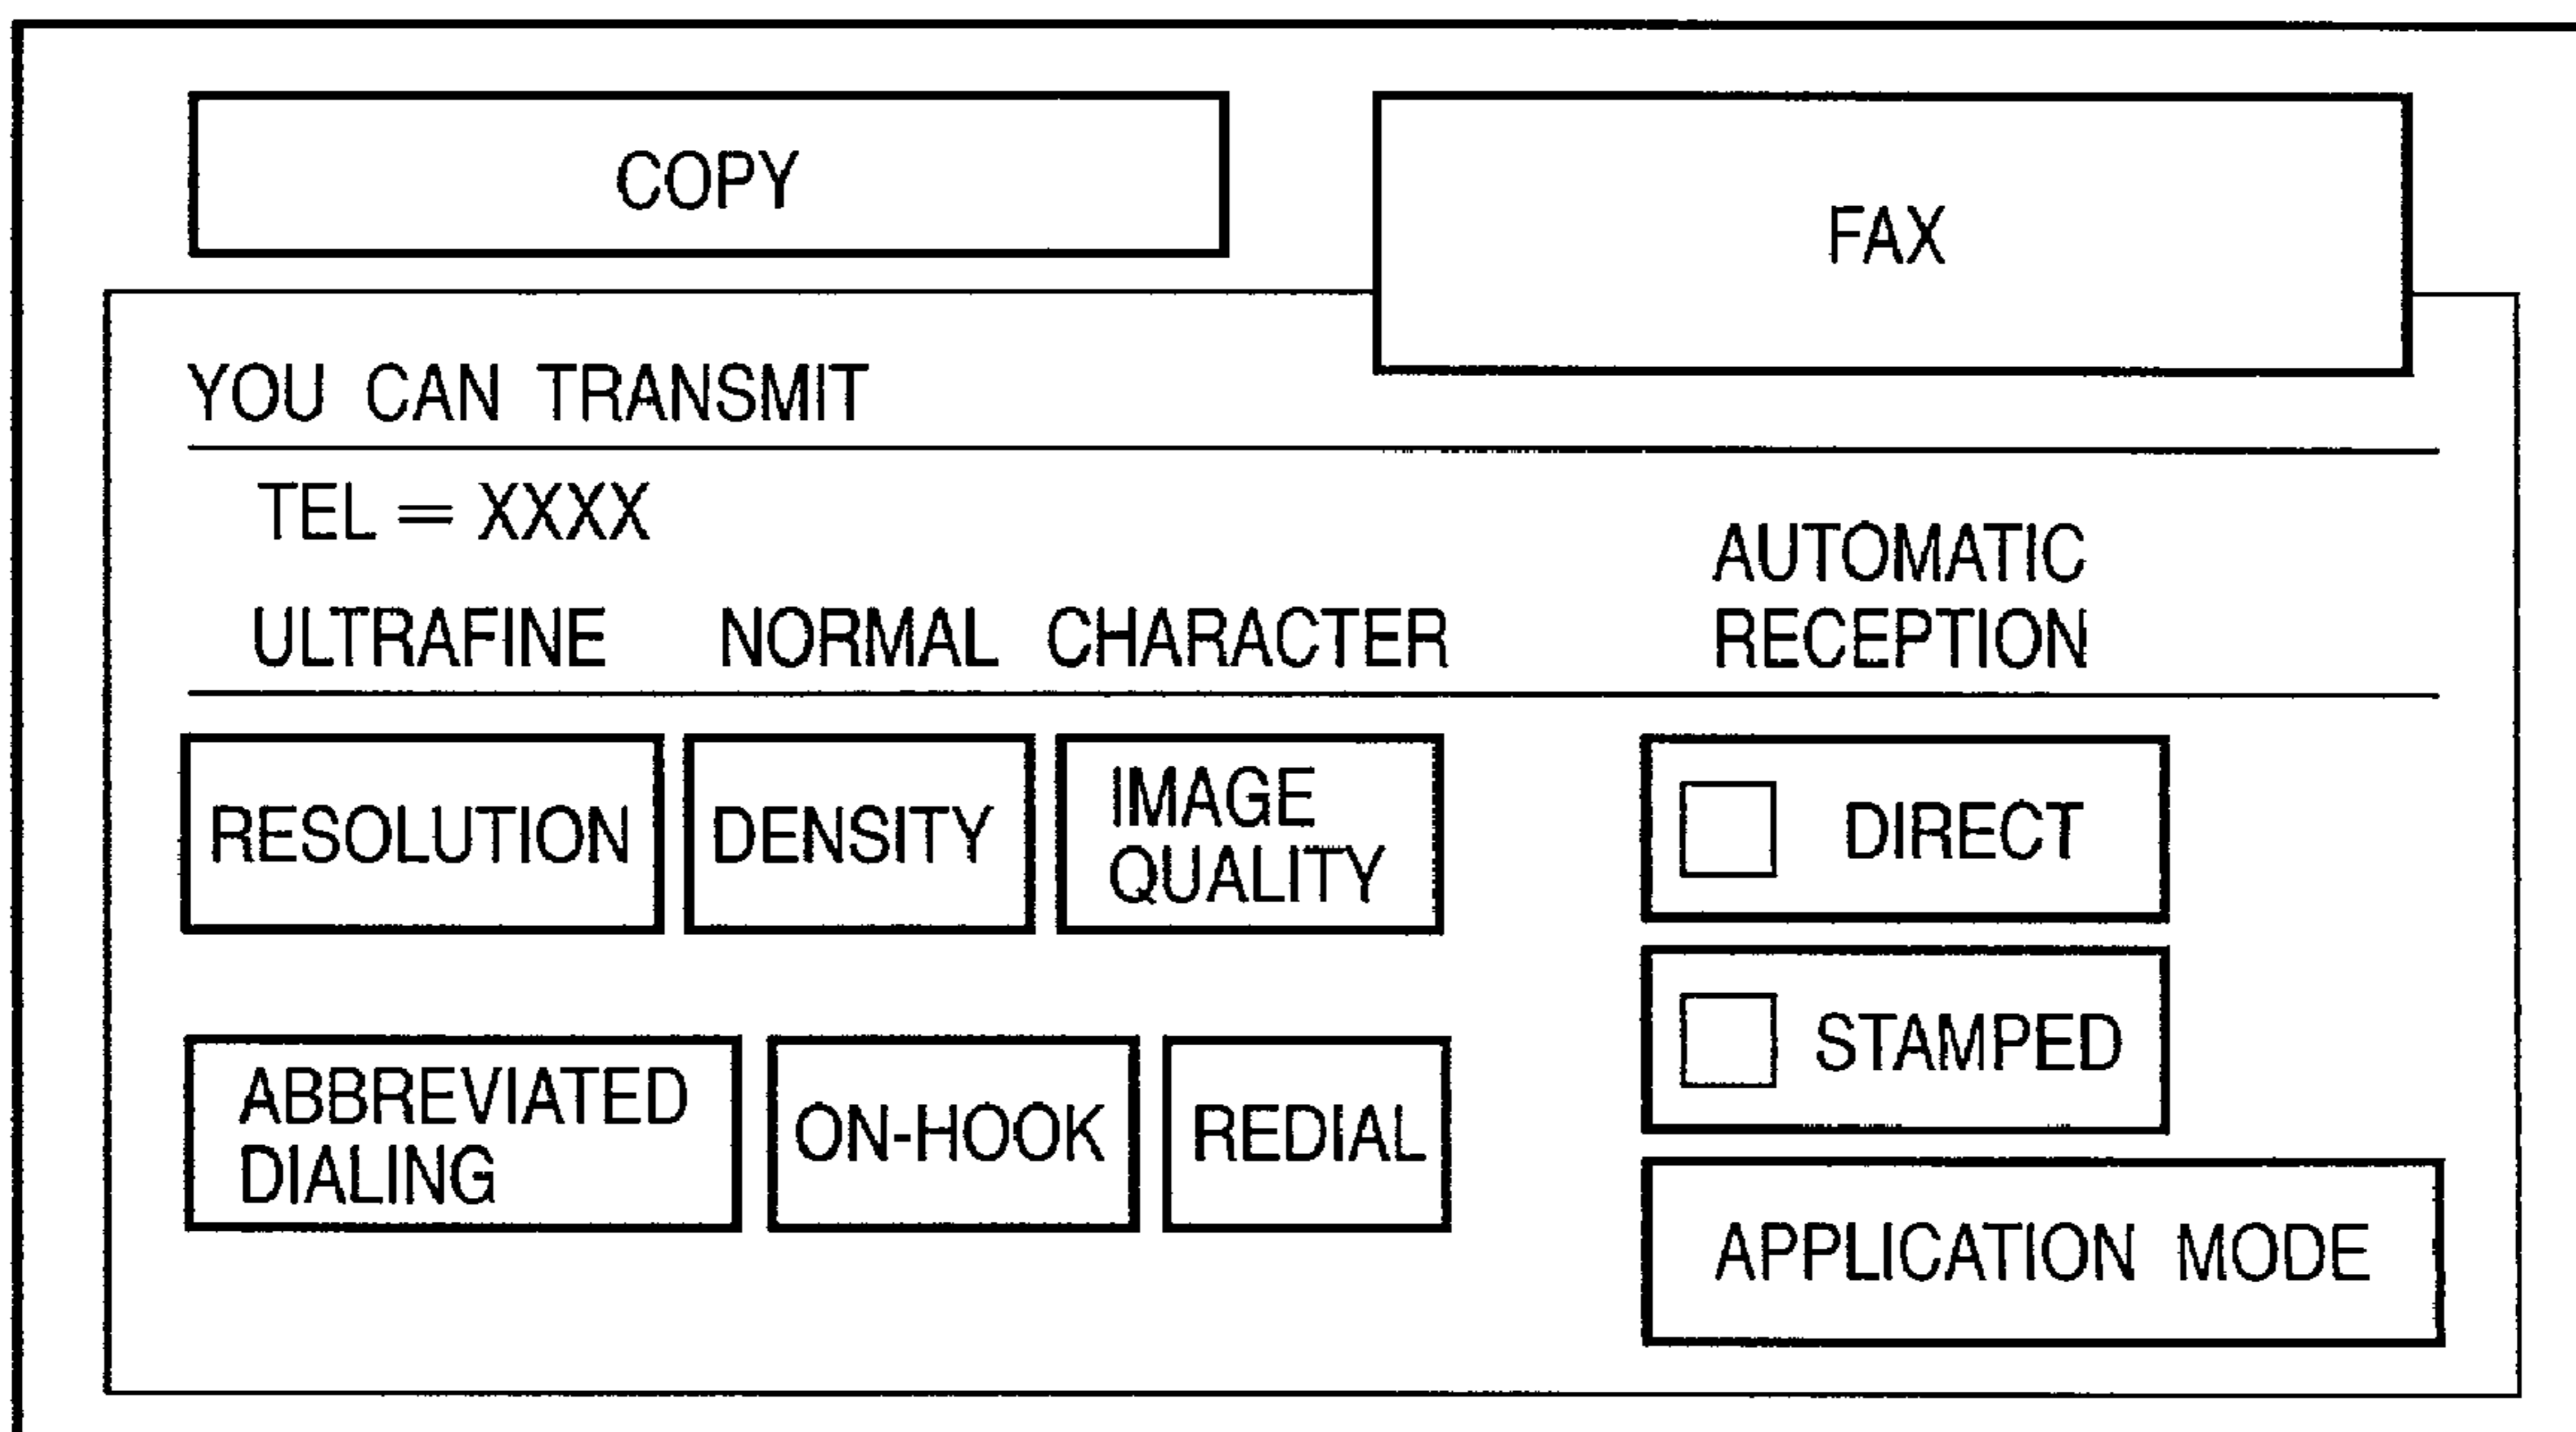 COPY
FAX
YOU CAN TRANSMIT
TEL = XXXX
ULTRAFINE NORMAL CHARACTER
AUTOMATIC
RECEPTION
RESOLUTION
DENSITY
IMAGE
QUALITY
DIRECT
STAMPED
ABBREVIATED
DIALING
ON-HOOK
REDIAL
APPLICATION MODE